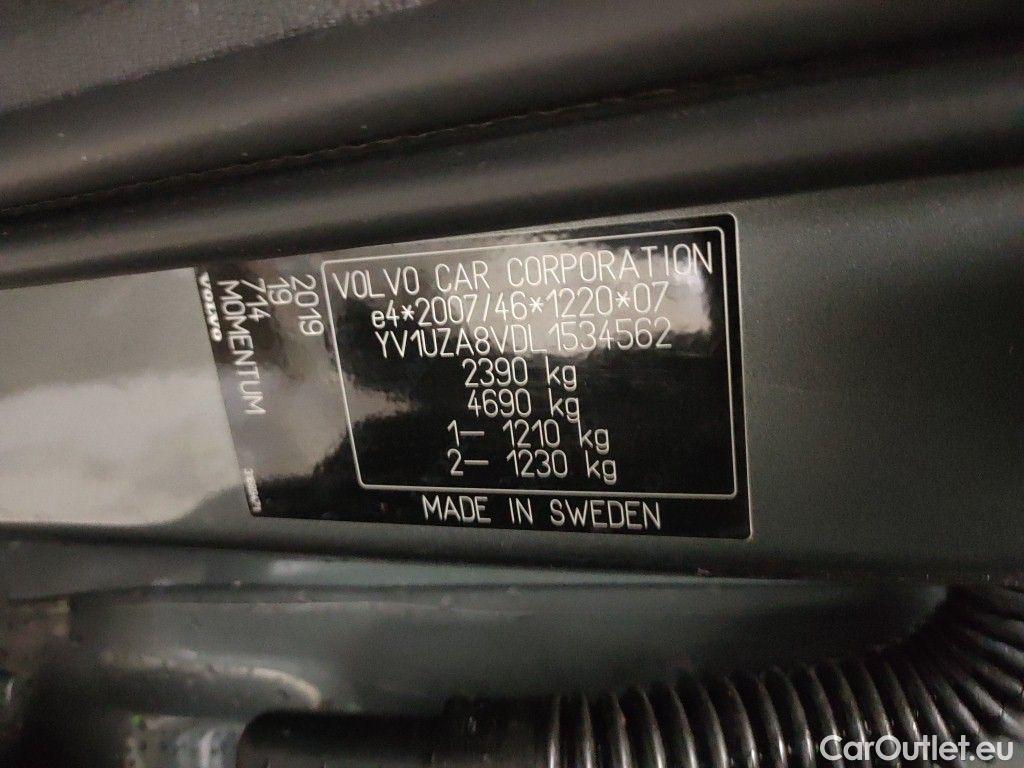 VOLVO CAR CORPORATION
e4*2007/46*1220*07
YV1UZA8VDL1534562
2390 kg
4690 kg
1— 1210 kg
2— 1230 kg
MADE IN SWEDEN
2019
19
714
MOMENTUM
VOLVO
CarOutlet.eu